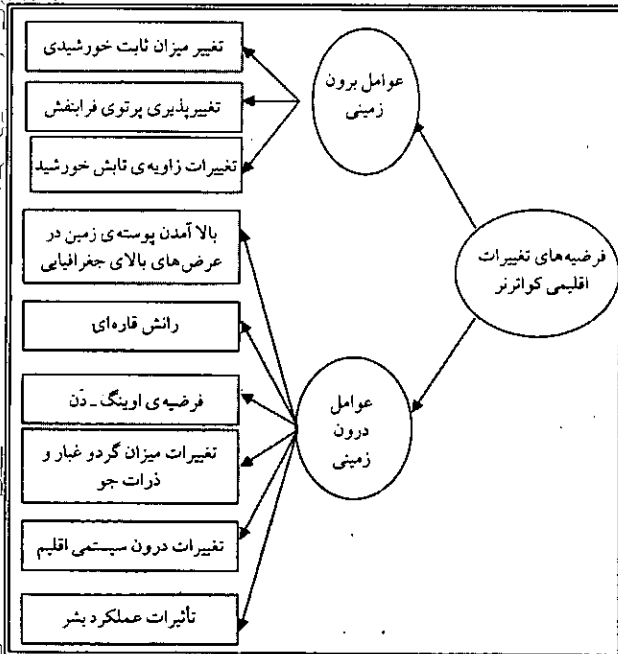 فرضیه‌های تغییرات
اقلیمی کواترنر
عوامل برون
زمینی
تغییر میزان ثابت خورشیدی
تغییرپذیری پرتوی فرابنفش
تغییرات زاویه‌ی تابش خورشید
عوامل
درون
زمینی
بالا آمدن پوسته‌ی زمین در
عرض‌های بالای جغرافیایی
رانش قاره‌ای
فرضیه‌ی اوینگ ـ دَن
تغییرات میزان گردو غبار و
ذرات جو
تغییرات درون سیستمی اقلیم
تأثیرات عملکرد بشر